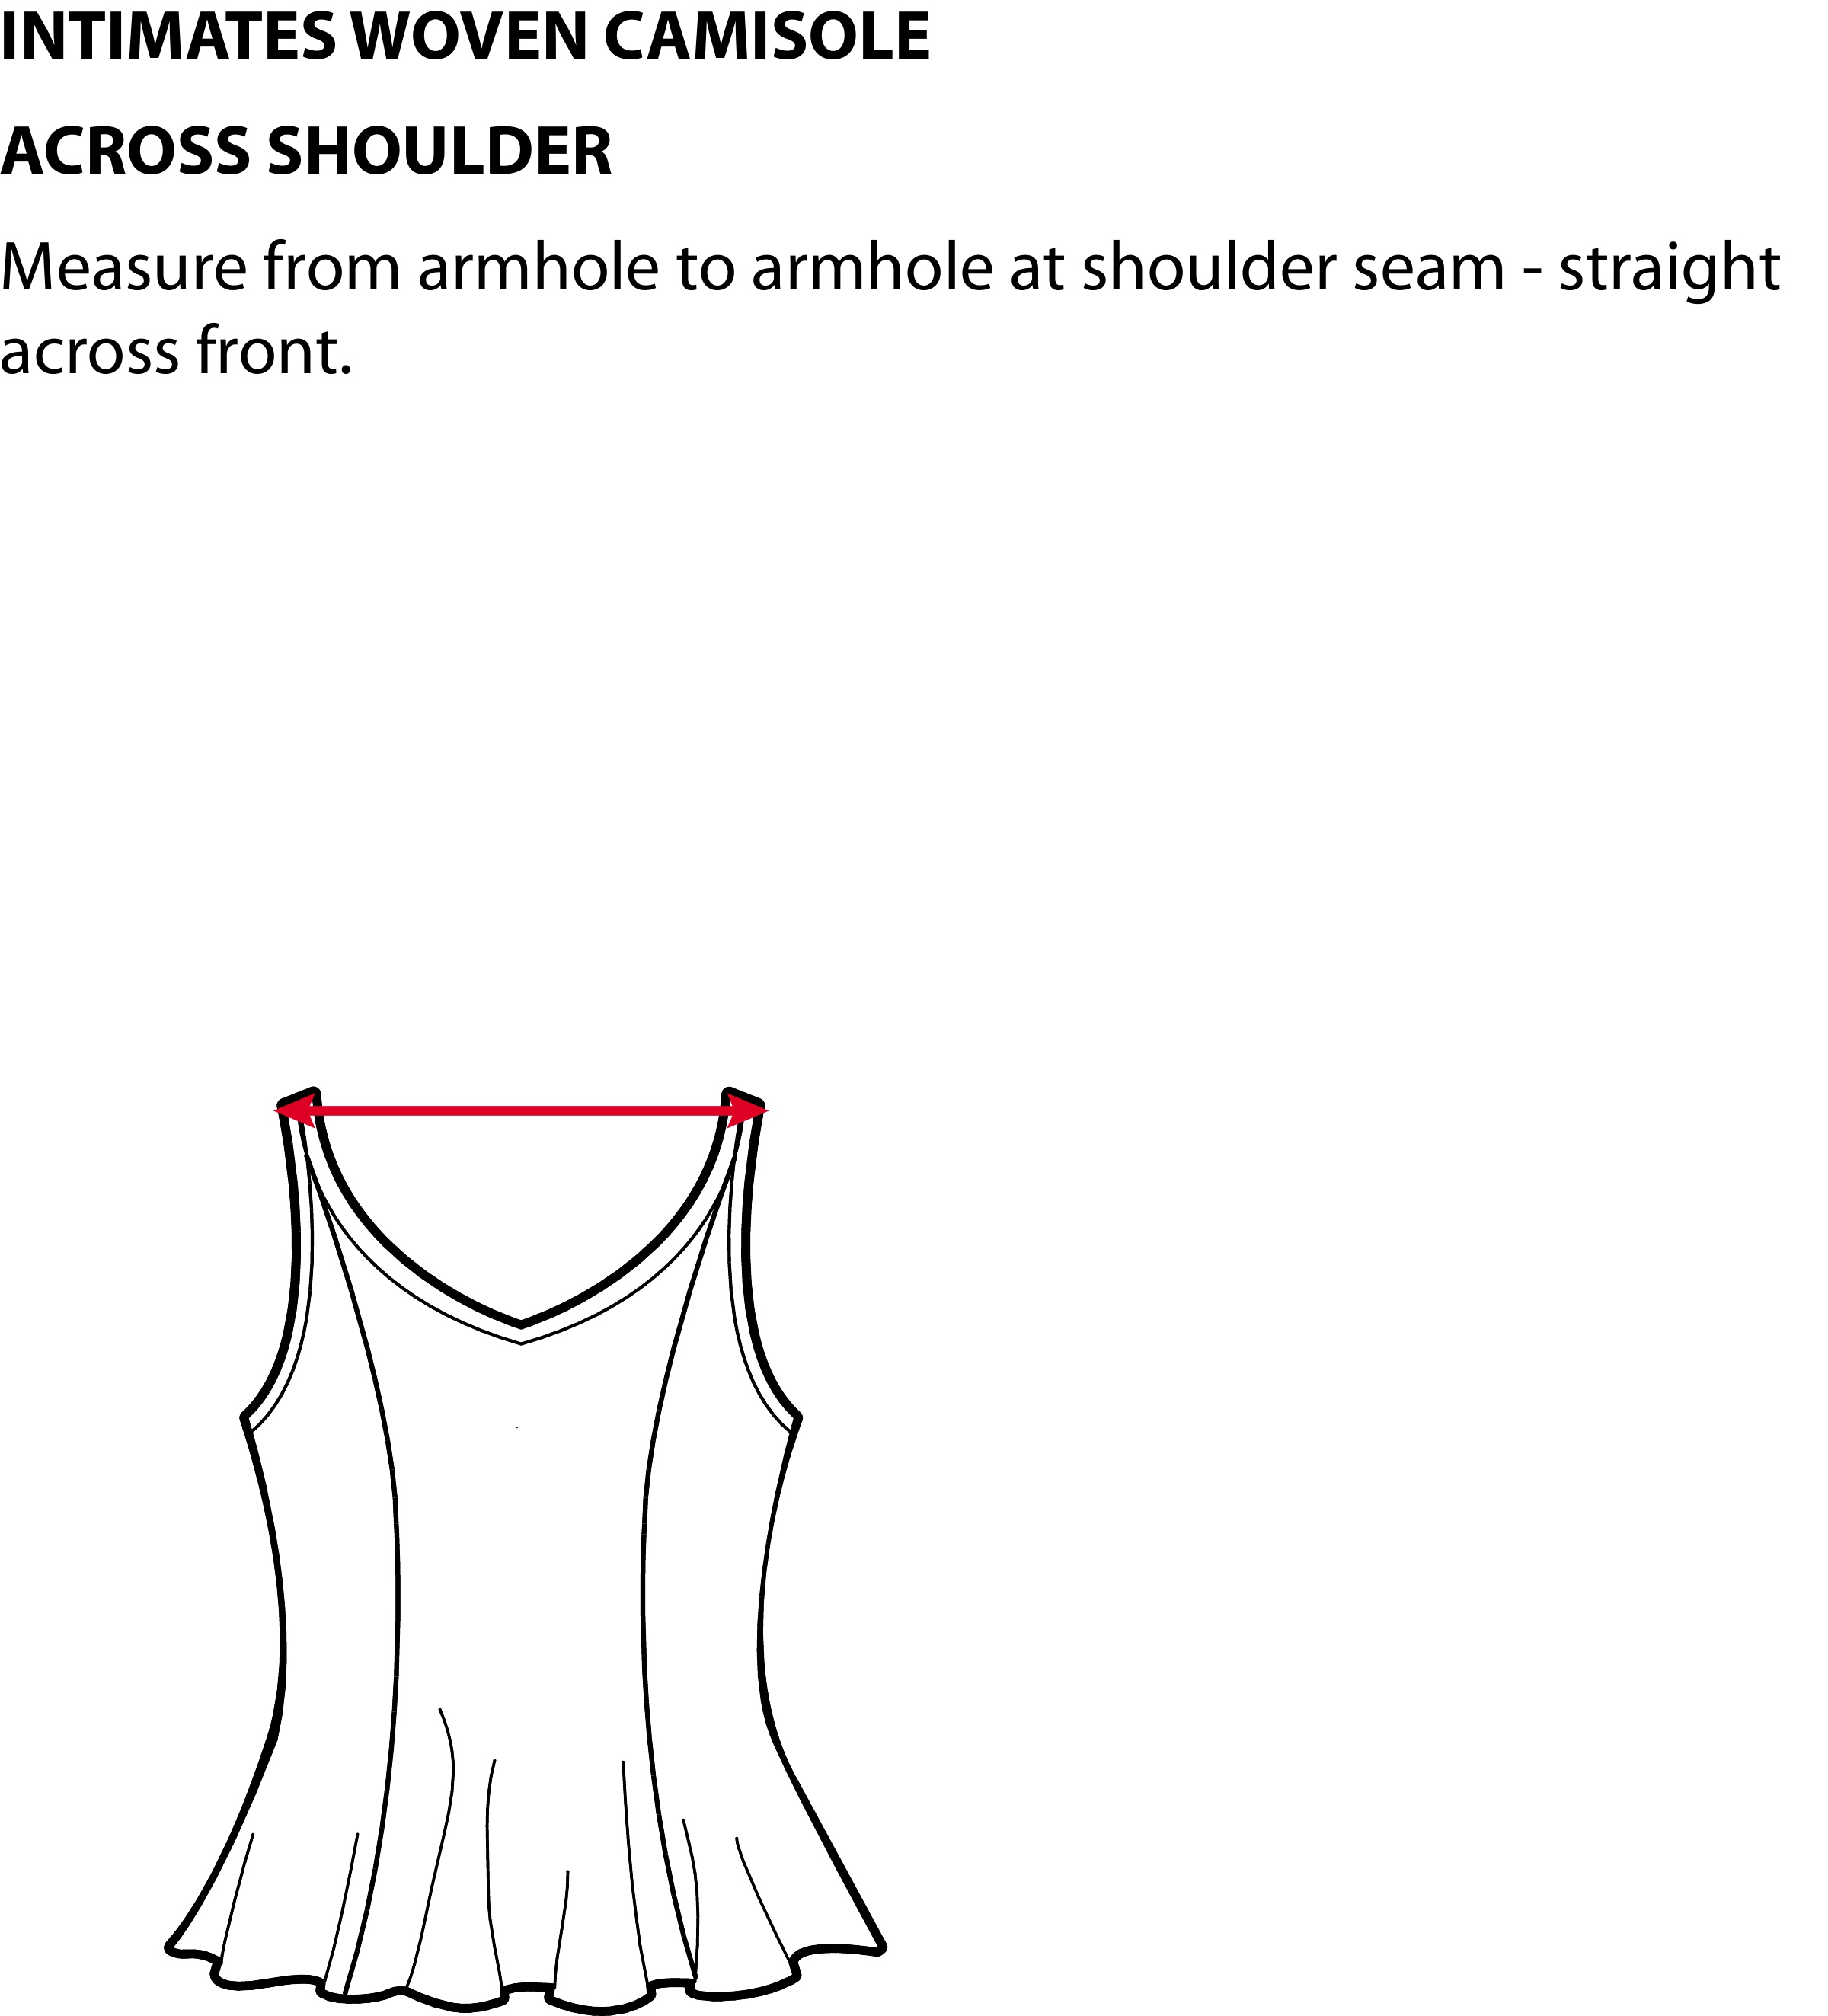 INTIMATES WOVEN CAMISOLE
ACROSS SHOULDER
Measure from armhole to armhole at shoulder seam - straight
across front.